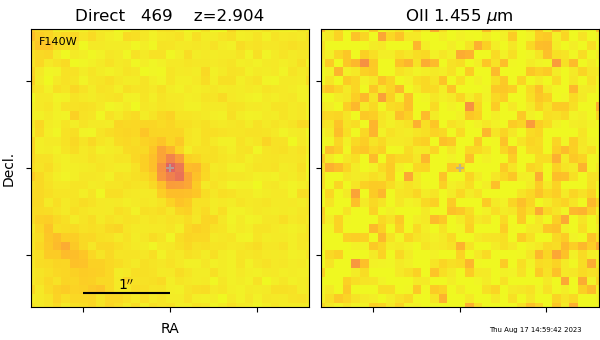 Direct 469 z=2.904
OII 1.455 μm
F140W
Decl.
1″
RA
Thu Aug 17 14:59:42 2023